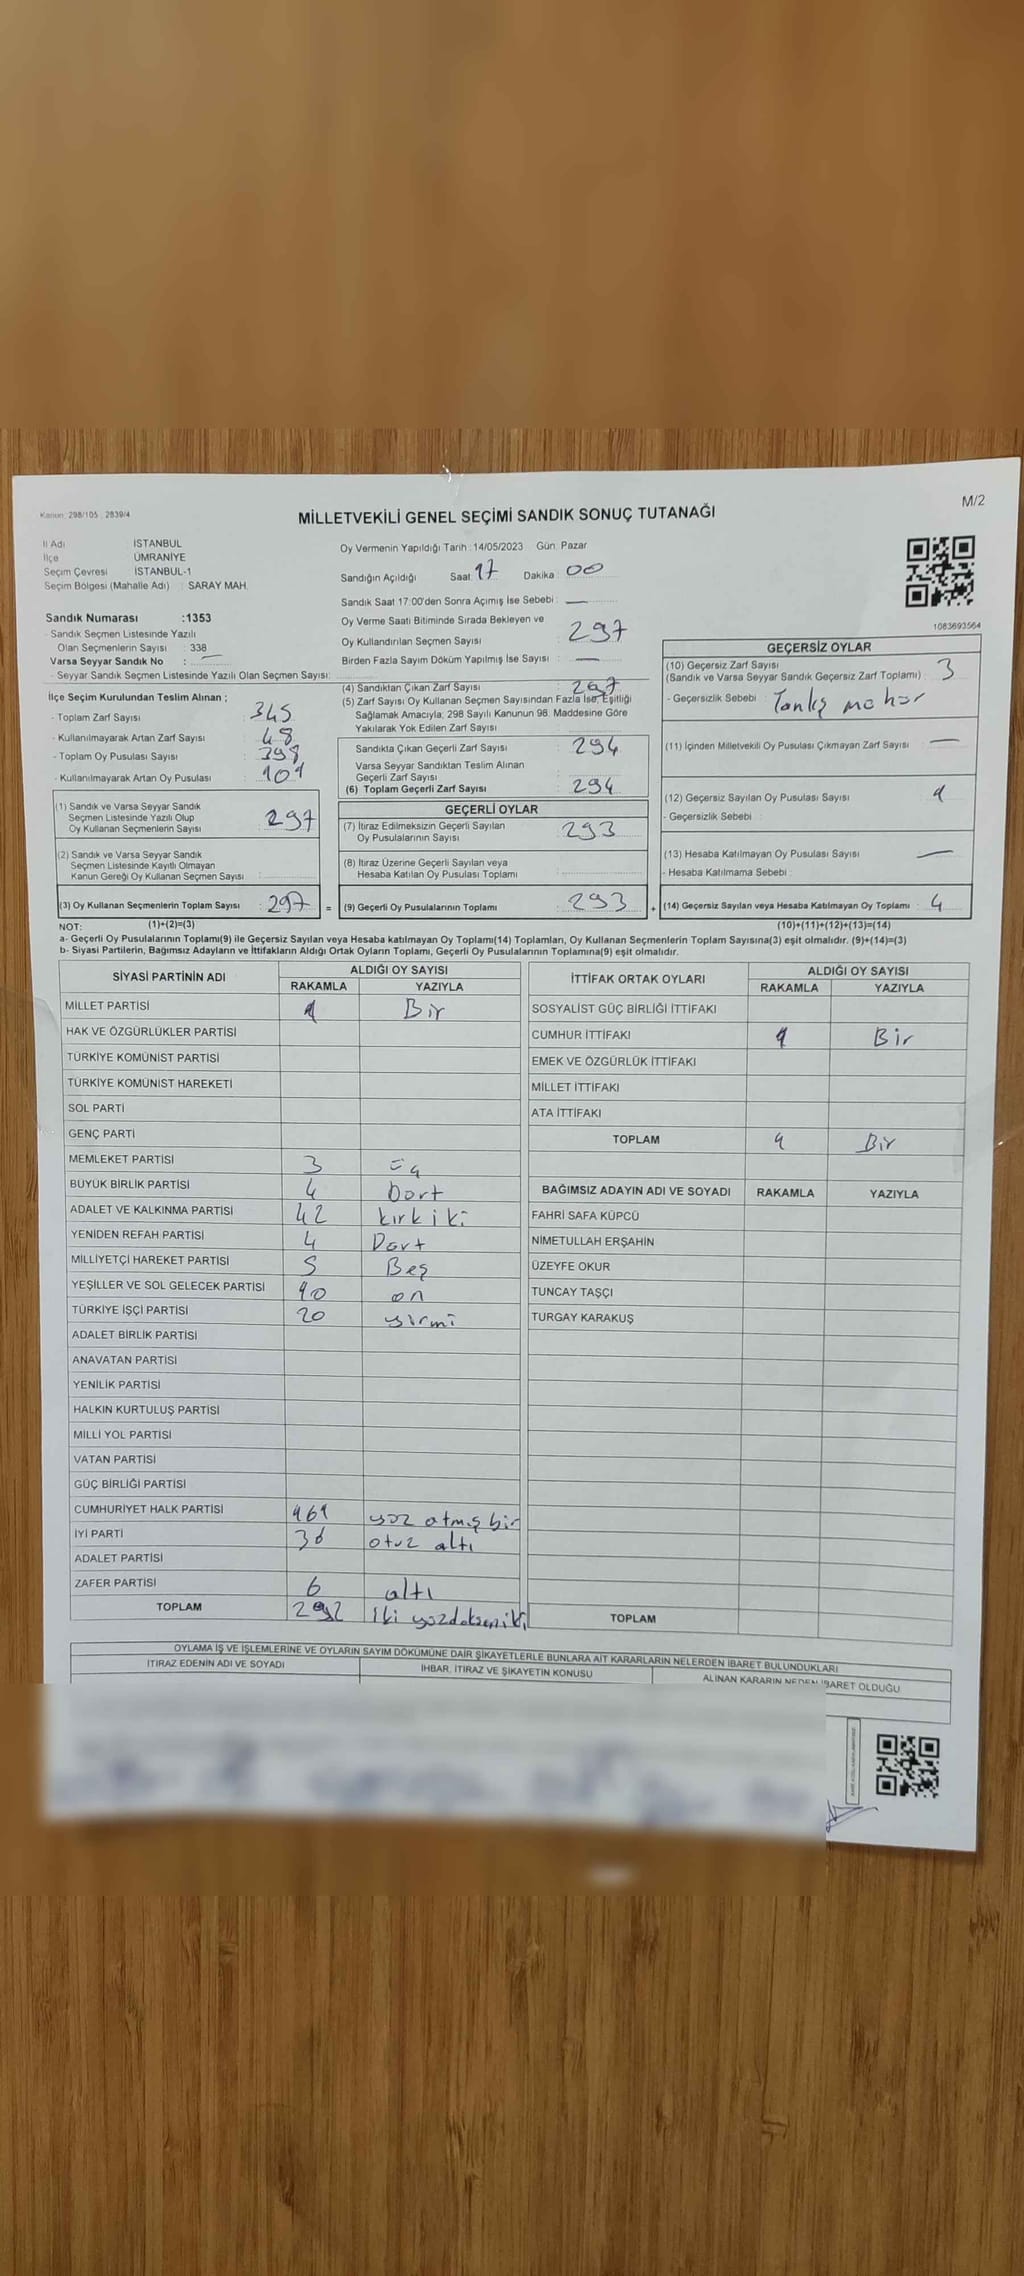 Kanun: 298/105 : 2839/4
MİLLETVEKİLİ GENEL SEÇİMİ SANDIK SONUÇ TUTANAĞI
M/2
İl Adı : İSTANBUL
İlçe : ÜMRANİYE
Seçim Çevresi : İSTANBUL-1
Seçim Bölgesi (Mahalle Adı) : SARAY MAH.
Oy Vermenin Yapıldığı Tarih : 14/05/2023 Gün: Pazar
Sandığın Açıldığı Saat: 17 Dakika : 00
Sandık Saat 17:00'den Sonra Açımış İse Sebebi : —
Oy Verme Saati Bitiminde Sırada Bekleyen ve
Oy Kullandırılan Seçmen Sayısı : 297
Birden Fazla Sayım Döküm Yapılmış İse Sayısı : —
1083693564
Sandık Numarası :1353
- Sandık Seçmen Listesinde Yazılı
Olan Seçmenlerin Sayısı : 338
Varsa Seyyar Sandık No : —
- Seyyar Sandık Seçmen Listesinde Yazılı Olan Seçmen Sayısı:
İlçe Seçim Kurulundan Teslim Alınan ;
- Toplam Zarf Sayısı : 345
- Kullanılmayarak Artan Zarf Sayısı : 48
- Toplam Oy Pusulası Sayısı : 398
- Kullanılmayarak Artan Oy Pusulası : 101
(1) Sandık ve Varsa Seyyar Sandık
Seçmen Listesinde Yazılı Olup
Oy Kullanan Seçmenlerin Sayısı : 297
(2) Sandık ve Varsa Seyyar Sandık
Seçmen Listesinde Kayıtlı Olmayan
Kanun Gereği Oy Kullanan Seçmen Sayısı :
(3) Oy Kullanan Seçmenlerin Toplam Sayısı : 297 =
(4) Sandıktan Çıkan Zarf Sayısı : 297
(5) Zarf Sayısı Oy Kullanan Seçmen Sayısından Fazla İse, Eşitliği
Sağlamak Amacıyla; 298 Sayılı Kanunun 98. Maddesine Göre
Yakılarak Yok Edilen Zarf Sayısı :
Sandıkta Çıkan Geçerli Zarf Sayısı : 294
Varsa Seyyar Sandıktan Teslim Alınan
Geçerli Zarf Sayısı :
(6) Toplam Geçerli Zarf Sayısı : 294
GEÇERLİ OYLAR
(7) İtiraz Edilmeksizin Geçerli Sayılan
Oy Pusulalarının Sayısı : 293
(8) İtiraz Üzerine Geçerli Sayılan veya
Hesaba Katılan Oy Pusulası Toplamı :
(9) Geçerli Oy Pusulalarının Toplamı : 293 +
GEÇERSİZ OYLAR
(10) Geçersiz Zarf Sayısı
(Sandık ve Varsa Seyyar Sandık Geçersiz Zarf Toplamı) : 3
- Geçersizlik Sebebi :
(11) İçinden Milletvekili Oy Pusulası Çıkmayan Zarf Sayısı : —
(12) Geçersiz Sayılan Oy Pusulası Sayısı : 1
- Geçersizlik Sebebi :
(13) Hesaba Katılmayan Oy Pusulası Sayısı : —
- Hesaba Katılmama Sebebi :
(14) Geçersiz Sayılan veya Hesaba Katılmayan Oy Toplamı : 4
NOT: (1)+(2)=(3) (10)+(11)+(12)+(13)=(14)
a- Geçerli Oy Pusulalarının Toplamı(9) ile Geçersiz Sayılan veya Hesaba katılmayan Oy Toplamı(14) Toplamları, Oy Kullanan Seçmenlerin Toplam Sayısına(3) eşit olmalıdır. (9)+(14)=(3)
b- Siyasi Partilerin, Bağımsız Adayların ve İttifakların Aldığı Ortak Oyların Toplamı, Geçerli Oy Pusulalarının Toplamına(9) eşit olmalıdır.
SİYASİ PARTİNİN ADI ALDIĞI OY SAYISI
RAKAMLA YAZIYLA
MİLLET PARTİSİ 1 Bir
HAK VE ÖZGÜRLÜKLER PARTİSİ
TÜRKİYE KOMÜNİST PARTİSİ
TÜRKİYE KOMÜNİST HAREKETİ
SOL PARTİ
GENÇ PARTİ
MEMLEKET PARTİSİ 3
BÜYÜK BİRLİK PARTİSİ 4 Dört
ADALET VE KALKINMA PARTİSİ 42 kırk iki
YENİDEN REFAH PARTİSİ 4 Dört
MİLLİYETÇİ HAREKET PARTİSİ 5 Beş
YEŞİLLER VE SOL GELECEK PARTİSİ 10 on
TÜRKİYE İŞÇİ PARTİSİ 20 yirmi
ADALET BİRLİK PARTİSİ
ANAVATAN PARTİSİ
YENİLİK PARTİSİ
HALKIN KURTULUŞ PARTİSİ
MİLLİ YOL PARTİSİ
VATAN PARTİSİ
GÜÇ BİRLİĞİ PARTİSİ
CUMHURİYET HALK PARTİSİ 161 yüz atmış bir
İYİ PARTİ 36 otuz altı
ADALET PARTİSİ
ZAFER PARTİSİ 6 altı
TOPLAM 292 İki yüzdoksaniki
İTTİFAK ORTAK OYLARI ALDIĞI OY SAYISI
RAKAMLA YAZIYLA
SOSYALİST GÜÇ BİRLİĞİ İTTİFAKI
CUMHUR İTTİFAKI 1 Bir
EMEK VE ÖZGÜRLÜK İTTİFAKI
MİLLET İTTİFAKI
ATA İTTİFAKI
TOPLAM 1 Bir
BAĞIMSIZ ADAYIN ADI VE SOYADI RAKAMLA YAZIYLA
FAHRİ SAFA KÜPCÜ
NİMETULLAH ERŞAHİN
ÜZEYFE OKUR
TUNCAY TAŞÇI
TURGAY KARAKUŞ
TOPLAM
OYLAMA İŞ VE İŞLEMLERİNE VE OYLARIN SAYIM DÖKÜMÜNE DAİR ŞİKAYETLERLE BUNLARA AİT KARARLARIN NELERDEN İBARET BULUNDUKLARI
İTİRAZ EDENİN ADI VE SOYADI
İHBAR, İTİRAZ VE ŞİKAYETİN KONUSU
ALINAN KARARIN NEDEN İBARET OLDUĞU